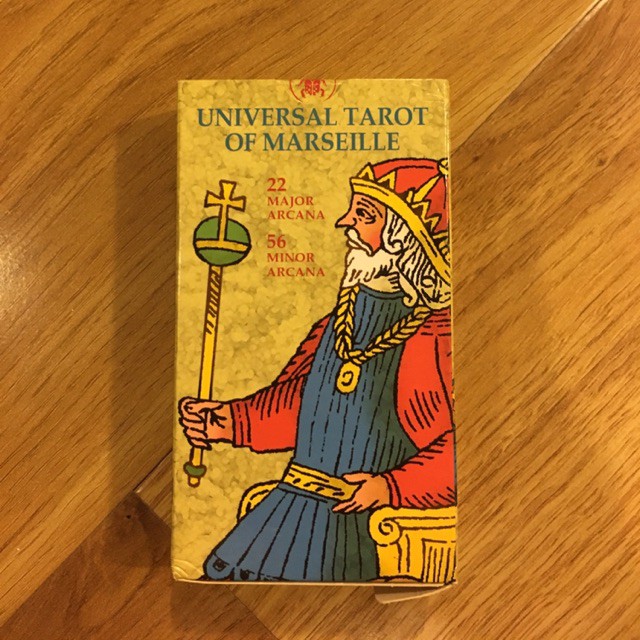 UNIVERSAL TAROT
OF MARSEILLE
22
MAJOR
ARCANA
56
MINOR
ARCANA